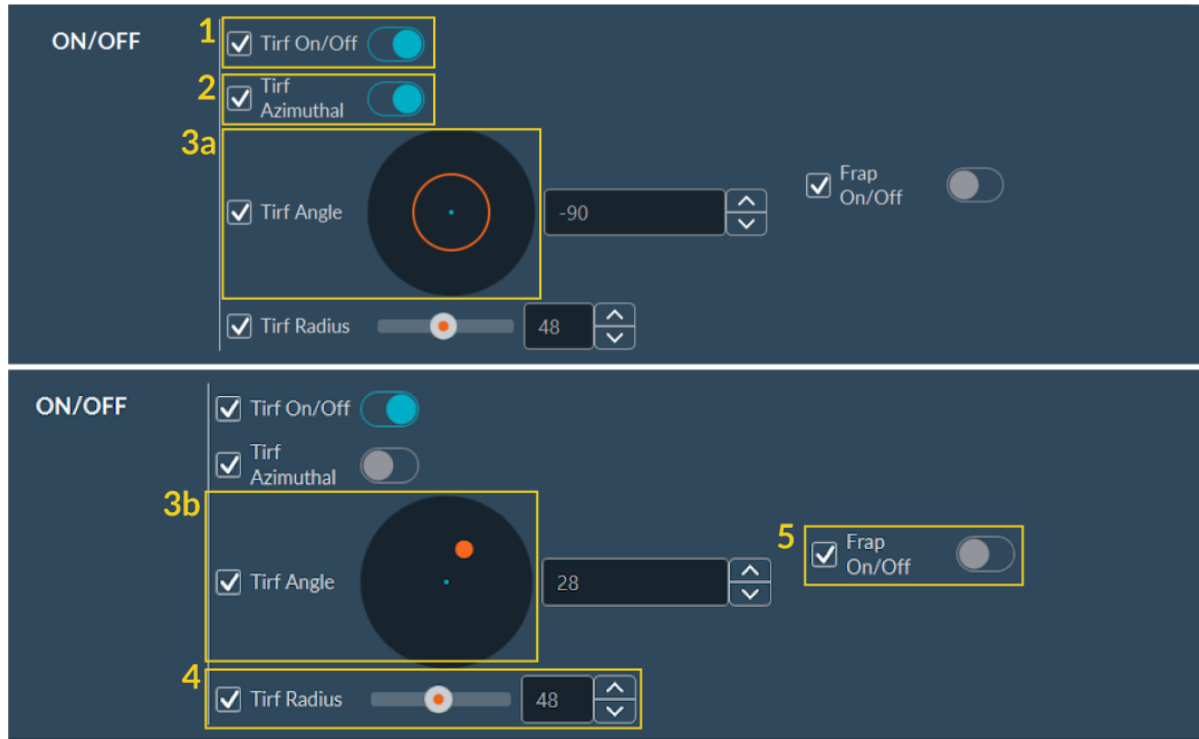 ON/OFF
1
Tirf On/Off
2
Tirf
Azimuthal
3a
Tirf Angle
-90
Frap
On/Off
Tirf Radius
48
ON/OFF
Tirf On/Off
Tirf
Azimuthal
3b
Tirf Angle
28
5
Frap
On/Off
4
Tirf Radius
48